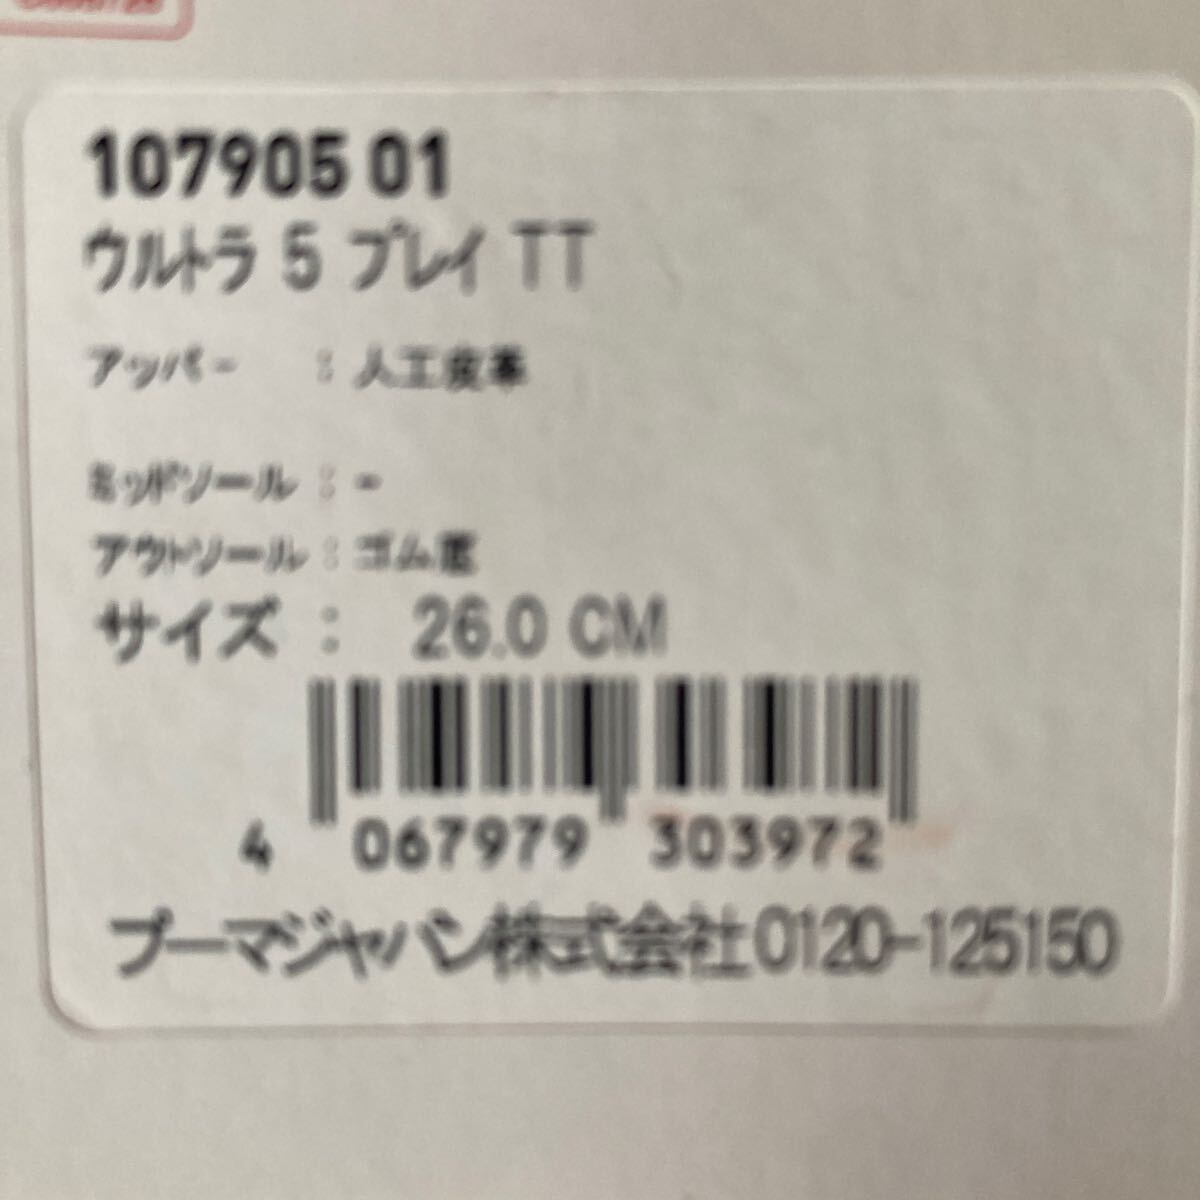 107905 01
ウルトラ 5 プレイ TT
アッパー : 人工皮革
ミッドソール : -
アウトソール : ゴム底
サイズ : 26.0 CM
4 067979 303972
プーマジャパン株式会社0120-125150